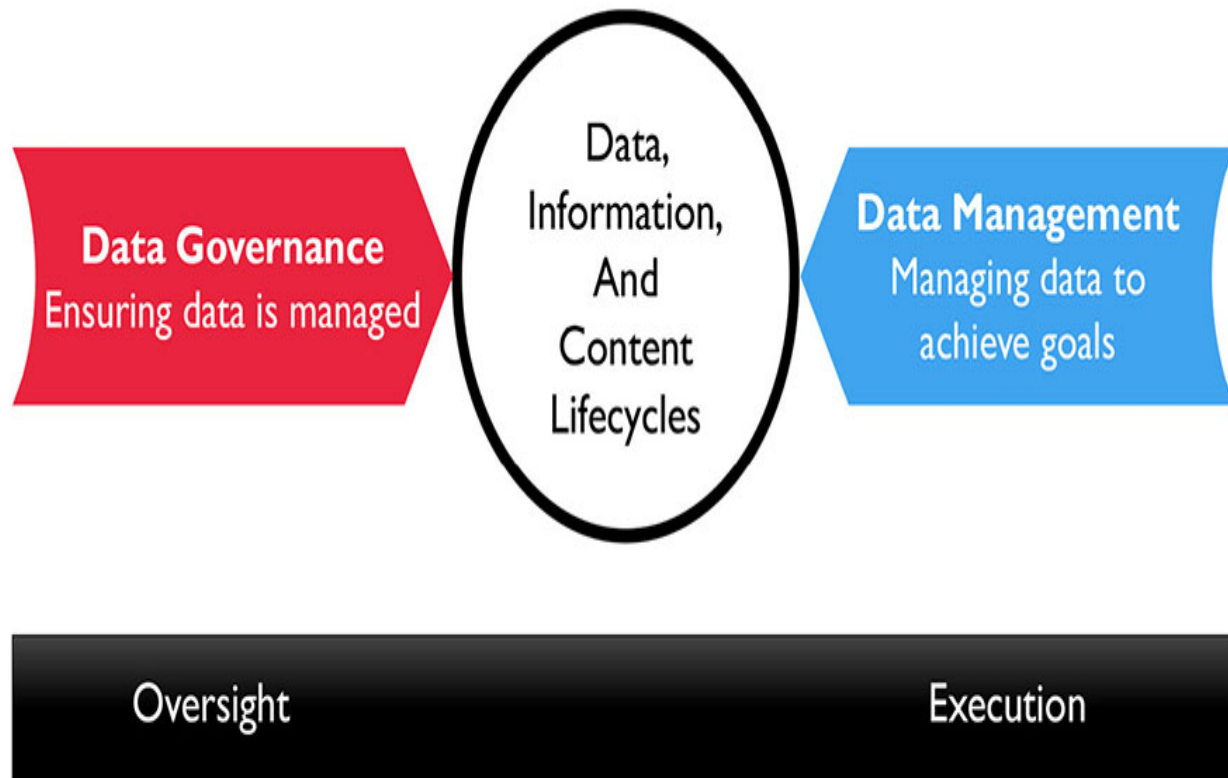 Data Governance
Ensuring data is managed
Data,
Information,
And
Content
Lifecycles
Data Management
Managing data to
achieve goals
Oversight
Execution